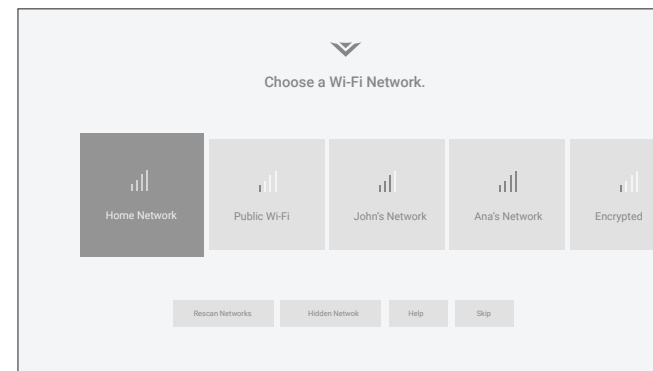 Choose a Wi-Fi Network.
Home Network
Public Wi-Fi
John's Network
Ana's Network
Encrypted
Rescan Networks
Hidden Netwok
Help
Skip